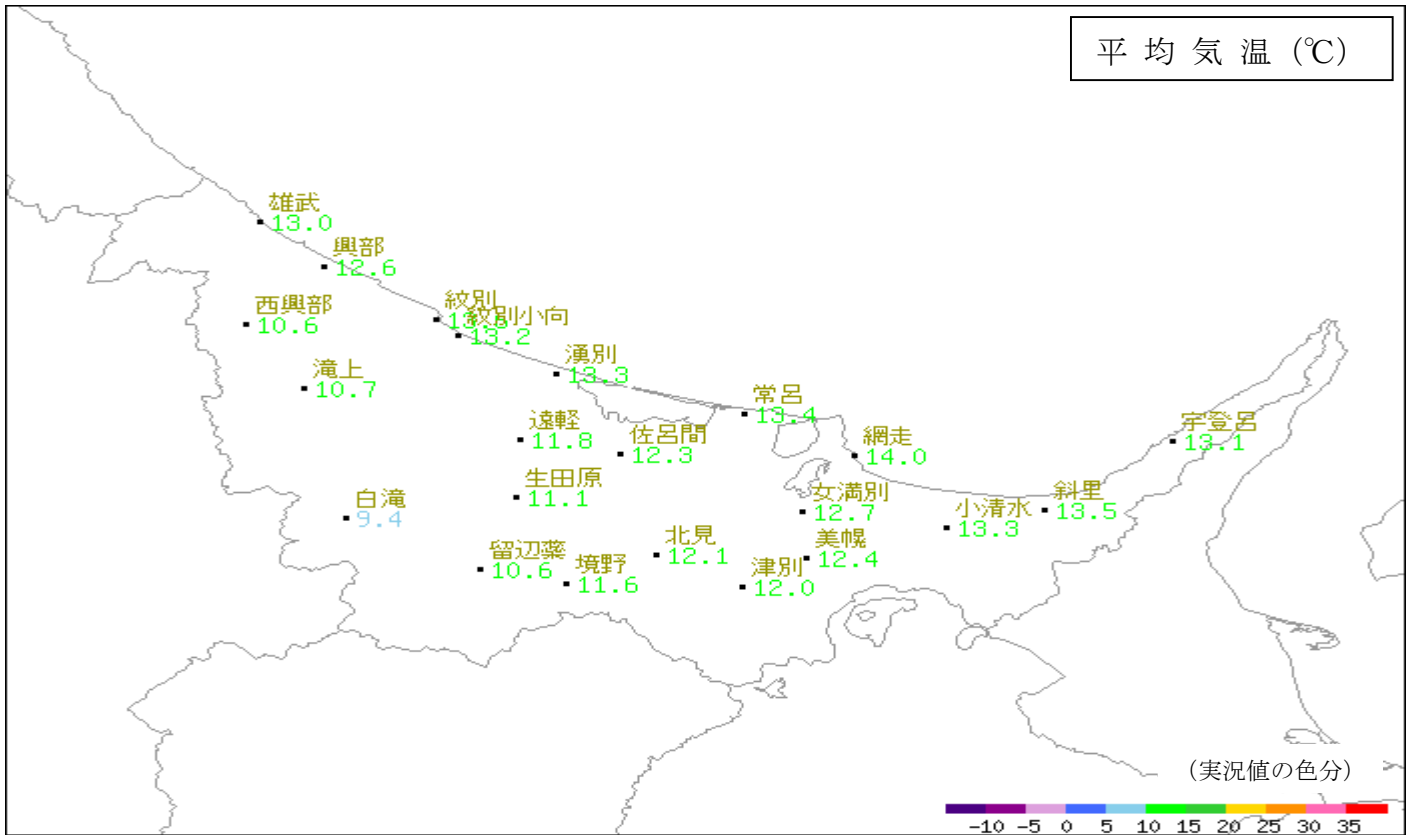 平均気温（℃）
雄武
13.0
興部
12.6
西興部
10.6
紋別
紋別小向
13.2
滝上
10.7
湧別
13.3
常呂
13.4
遠軽
11.8
佐呂間
12.3
網走
14.0
宇登呂
13.1
生田原
11.1
白滝
9.4
女満別
12.7
小清水
13.3
斜里
13.5
留辺蘂
10.6
境野
11.6
北見
12.1
津別
12.0
美幌
12.4
（実況値の色分）
-10 -5 0 5 10 15 20 25 30 35